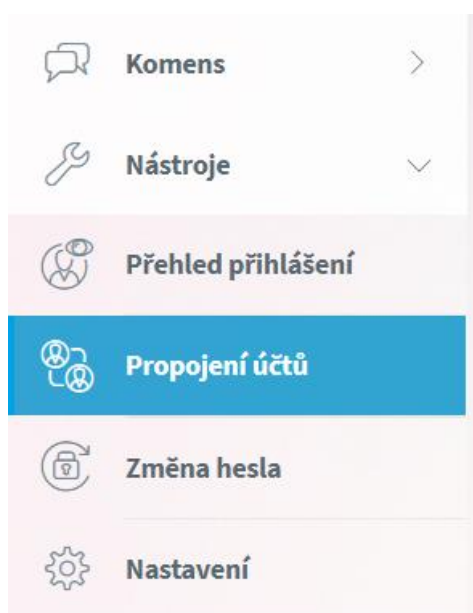 Komens
Nástroje
Přehled přihlášení
Propojení účtů
Změna hesla
Nastavení